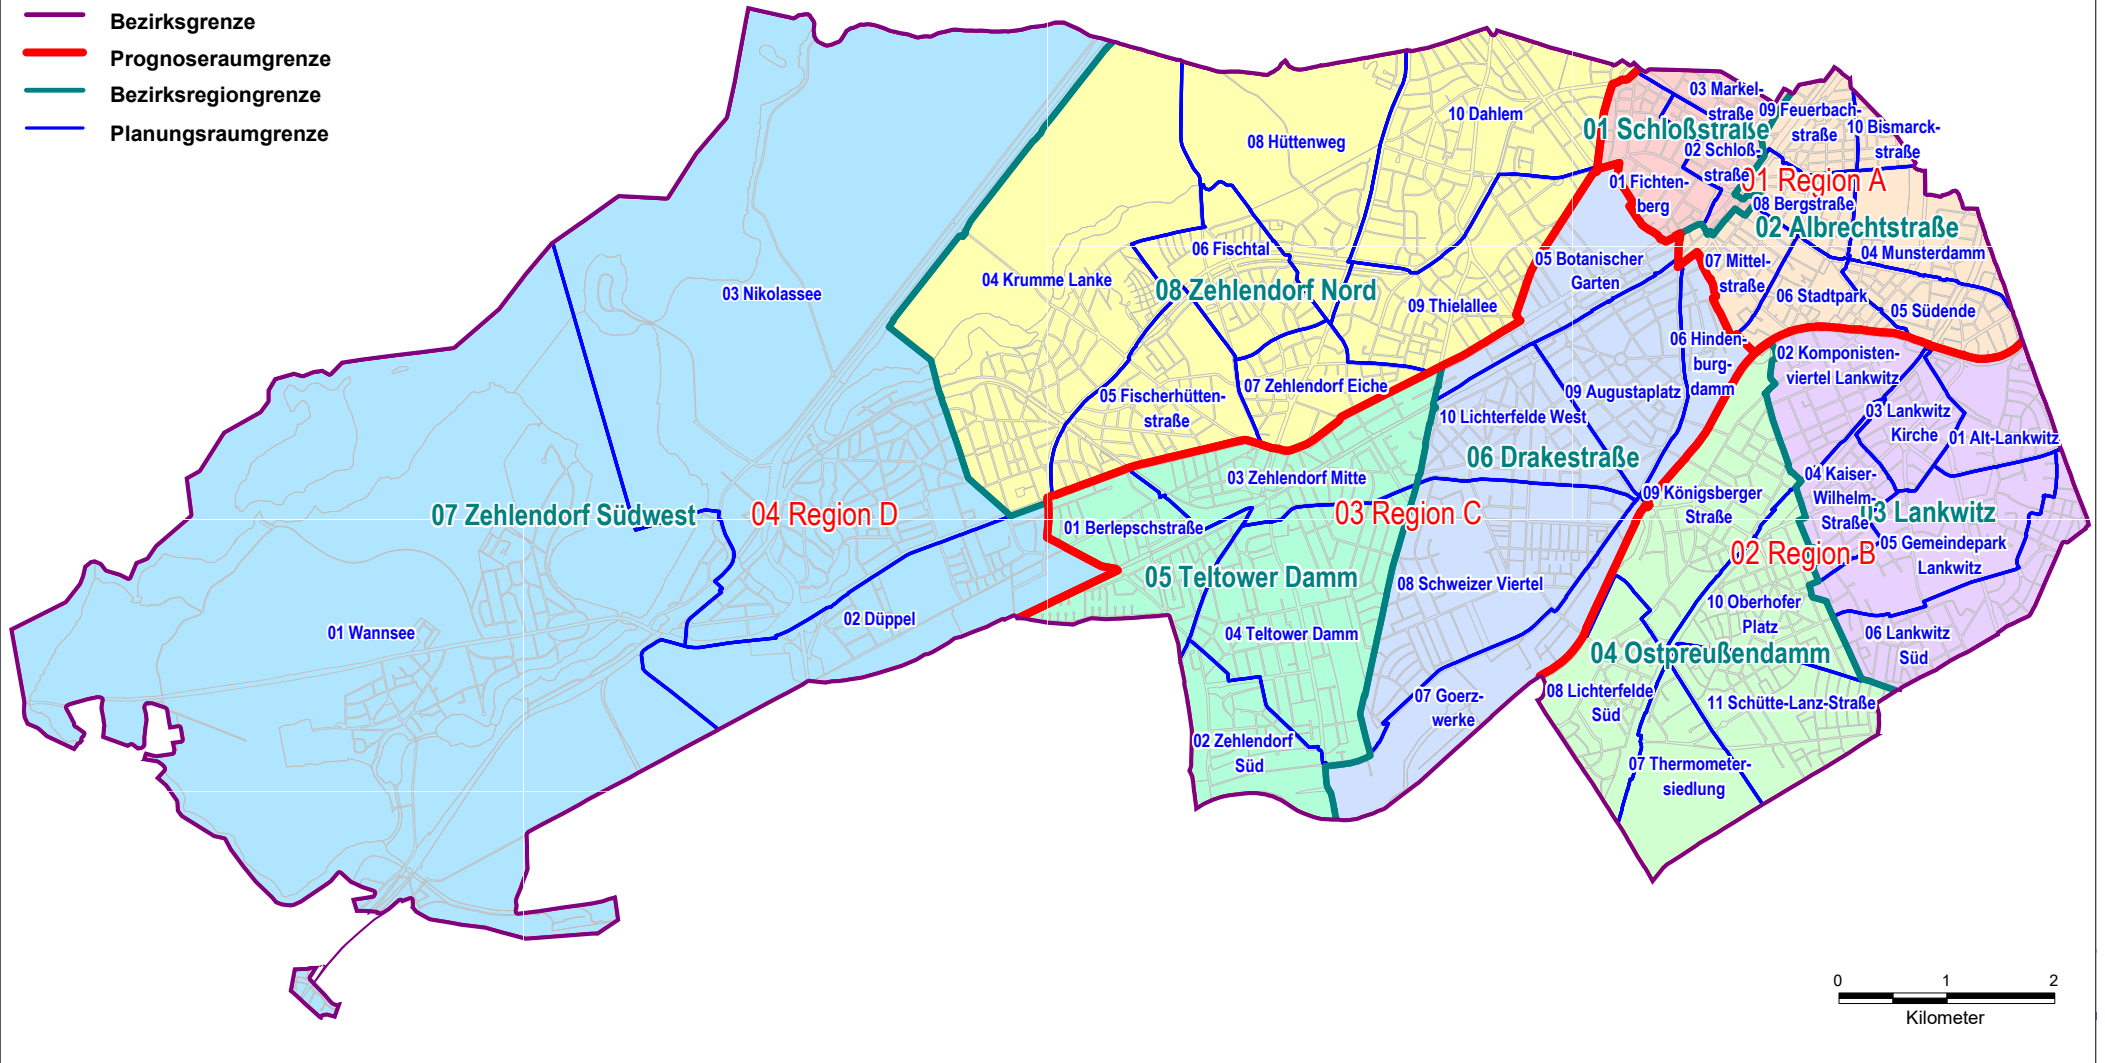 Bezirksgrenze
Prognoseraumgrenze
Bezirksregiongrenze
Planungsraumgrenze
03 Nikolassee
07 Zehlendorf Südwest
04 Region D
01 Wannsee
02 Düppel
04 Krumme Lanke
08 Hüttenweg
10 Dahlem
06 Fischtal
08 Zehlendorf Nord
09 Thielallee
05 Fischerhütten-
straße
07 Zehlendorf Eiche
03 Zehlendorf Mitte
01 Berlepschstraße
05 Teltower Damm
04 Teltower Damm
02 Zehlendorf
Süd
03 Region C
05 Botanischer
Garten
06 Hinden-
burg-
damm
09 Augustaplatz
10 Lichterfelde West
06 Drakestraße
08 Schweizer Viertel
07 Goerz-
werke
03 Markel-
straße
01 Schloßstraße
02 Schloß-
straße
01 Fichten-
berg
09 Feuerbach-
straße
10 Bismarck-
straße
01 Region A
08 Bergstraße
02 Albrechtstraße
04 Munsterdamm
07 Mittel-
straße
06 Stadtpark
05 Südende
02 Komponisten-
viertel Lankwitz
03 Lankwitz
Kirche
01 Alt-Lankwitz
04 Kaiser-
Wilhelm-
Straße
03 Lankwitz
05 Gemeindepark
Lankwitz
06 Lankwitz
Süd
09 Königsberger
Straße
02 Region B
10 Oberhofer
Platz
04 Ostpreußendamm
08 Lichterfelde
Süd
11 Schütte-Lanz-Straße
07 Thermometer-
siedlung
0 1 2
Kilometer